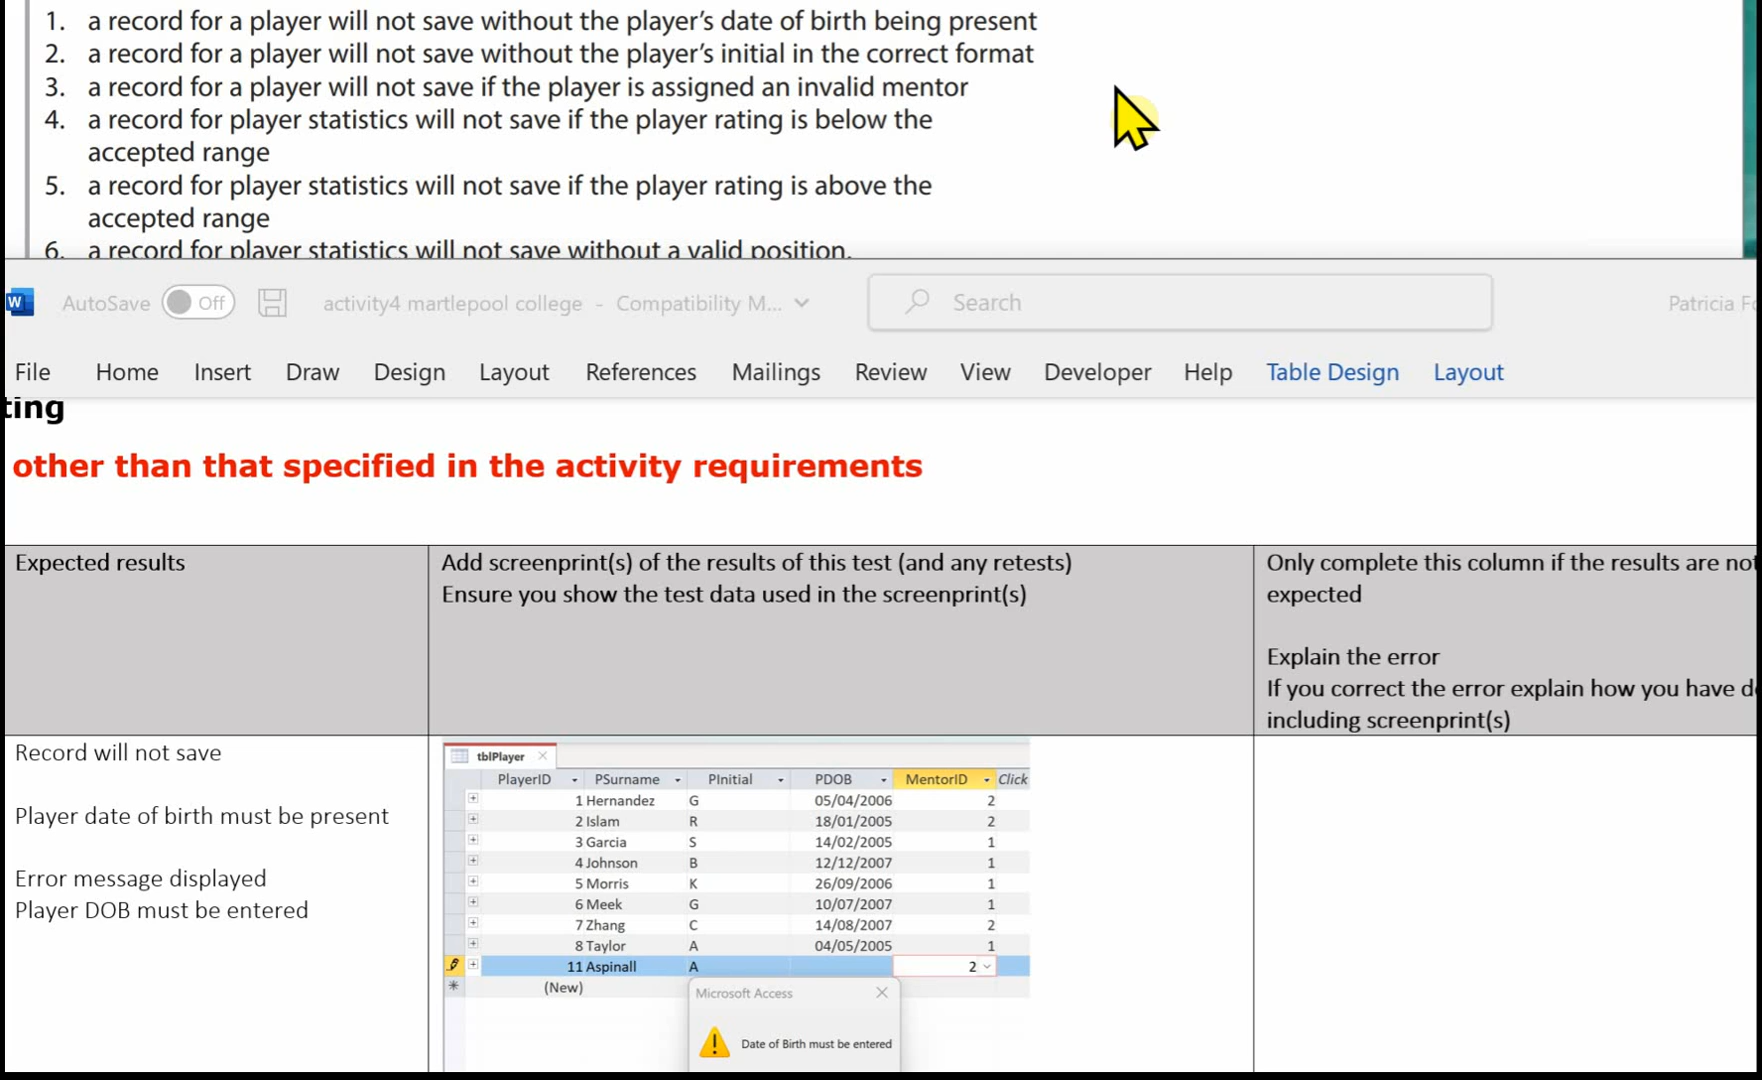 1. a record for a player will not save without the player’s date of birth being present
2. a record for a player will not save without the player’s initial in the correct format
3. a record for a player will not save if the player is assigned an invalid mentor
4. a record for player statistics will not save if the player rating is below the
accepted range
5. a record for player statistics will not save if the player rating is above the
accepted range
6. a record for player statistics will not save without a valid position.
W AutoSave Off activity4 martlepool college - Compatibility M... Search Patricia
File Home Insert Draw Design Layout References Mailings Review View Developer Help Table Design Layout
ting
other than that specified in the activity requirements
Expected results
Add screenprint(s) of the results of this test (and any retests)
Ensure you show the test data used in the screenprint(s)
Only complete this column if the results are not
expected
Explain the error
If you correct the error explain how you have
including screenprint(s)
Record will not save
Player date of birth must be present
Error message displayed
Player DOB must be entered
tblPlayer
PlayerID PSurname PInitial PDOB MentorID Click
1 Hernandez G 05/04/2006 2
2 Islam R 18/01/2005 2
3 Garcia S 14/02/2005 1
4 Johnson B 12/12/2007 1
5 Morris K 26/09/2006 1
6 Meek G 10/07/2007 1
7 Zhang C 14/08/2007 2
8 Taylor A 04/05/2005 1
11 Aspinall A 2
(New)
Microsoft Access
Date of Birth must be entered